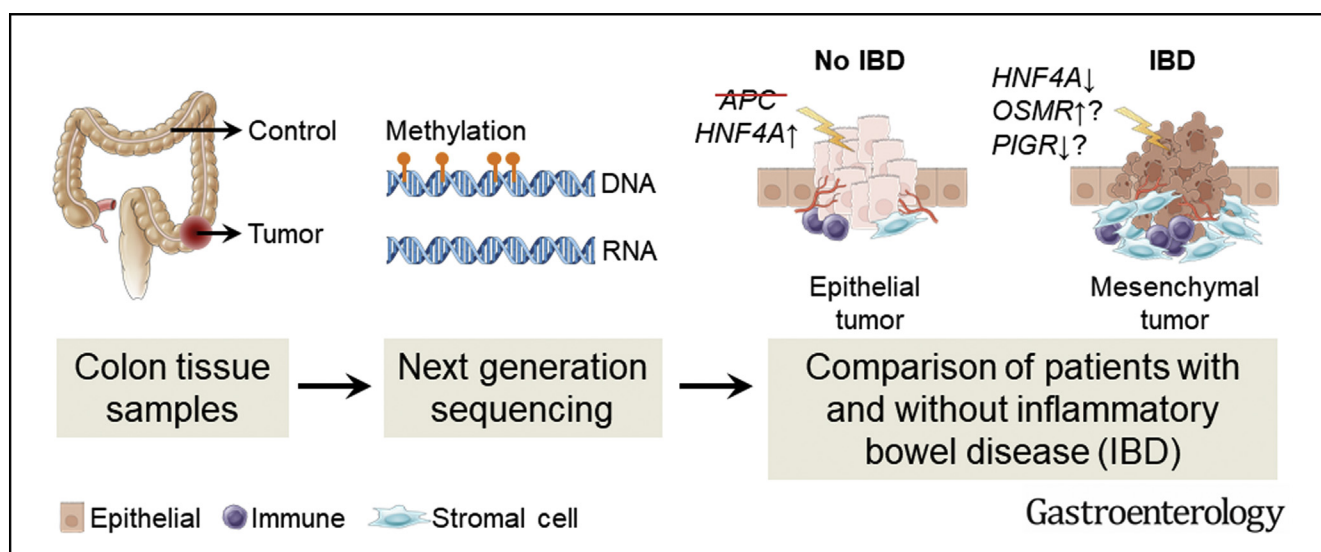 Control
Tumor
Methylation
DNA
RNA
No IBD
APC
HNF4A↑
Epithelial
tumor
IBD
HNF4A↓
OSMR↑?
PIGR↓?
Mesenchymal
tumor
Colon tissue
samples
Next generation
sequencing
Comparison of patients with
and without inflammatory
bowel disease (IBD)
Epithelial
Immune
Stromal cell
Gastroenterology